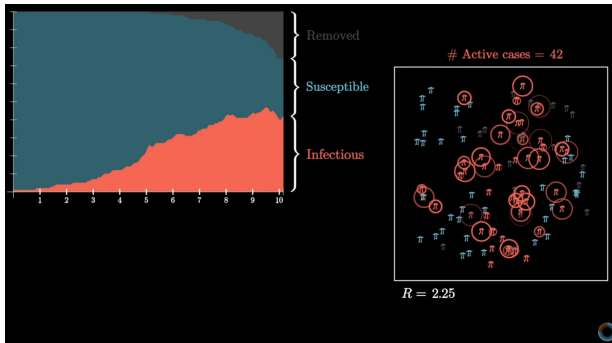 Removed
# Active cases = 42
Susceptible
Infectious
1 2 3 4 5 6 7 8 9 10
R = 2.25